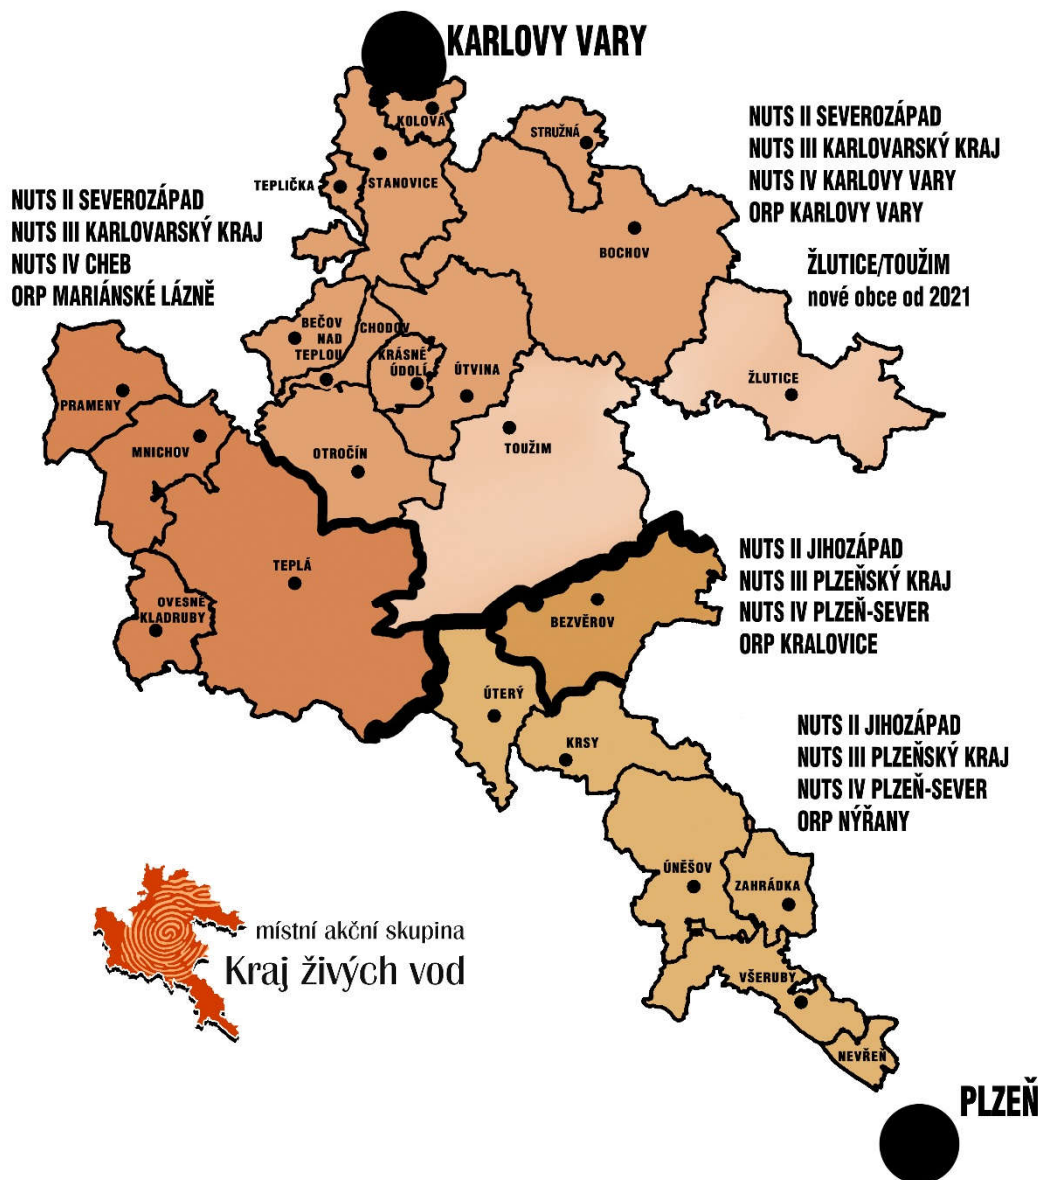 KARLOVY VARY
KOLOVÁ
STRUŽNÁ
NUTS II SEVEROZÁPAD
NUTS III KARLOVARSKÝ KRAJ
NUTS IV KARLOVY VARY
ORP KARLOVY VARY
TEPLIČKA
STANOVICE
NUTS II SEVEROZÁPAD
NUTS III KARLOVARSKÝ KRAJ
NUTS IV CHEB
ORP MARIÁNSKÉ LÁZNĚ
BOCHOV
ŽLUTICE/TOUŽIM
nové obce od 2021
BEČOV
NAD
TEPLOU
CHODOV
KRÁSNÉ
ÚDOLÍ
ÚTVINA
ŽLUTICE
PRAMENY
MNICHOV
OTROČÍN
TOUŽIM
TEPLÁ
OVESNÉ
KLADRUBY
BEZVĚROV
NUTS II JIHOZÁPAD
NUTS III PLZEŇSKÝ KRAJ
NUTS IV PLZEŇ-SEVER
ORP KRALOVICE
ÚTERÝ
KRSY
NUTS II JIHOZÁPAD
NUTS III PLZEŇSKÝ KRAJ
NUTS IV PLZEŇ-SEVER
ORP NÝŘANY
ÚNĚŠOV
ZAHRÁDKA
místní akční skupina
Kraj živých vod
VŠERUBY
NEVŘEŇ
PLZEŇ